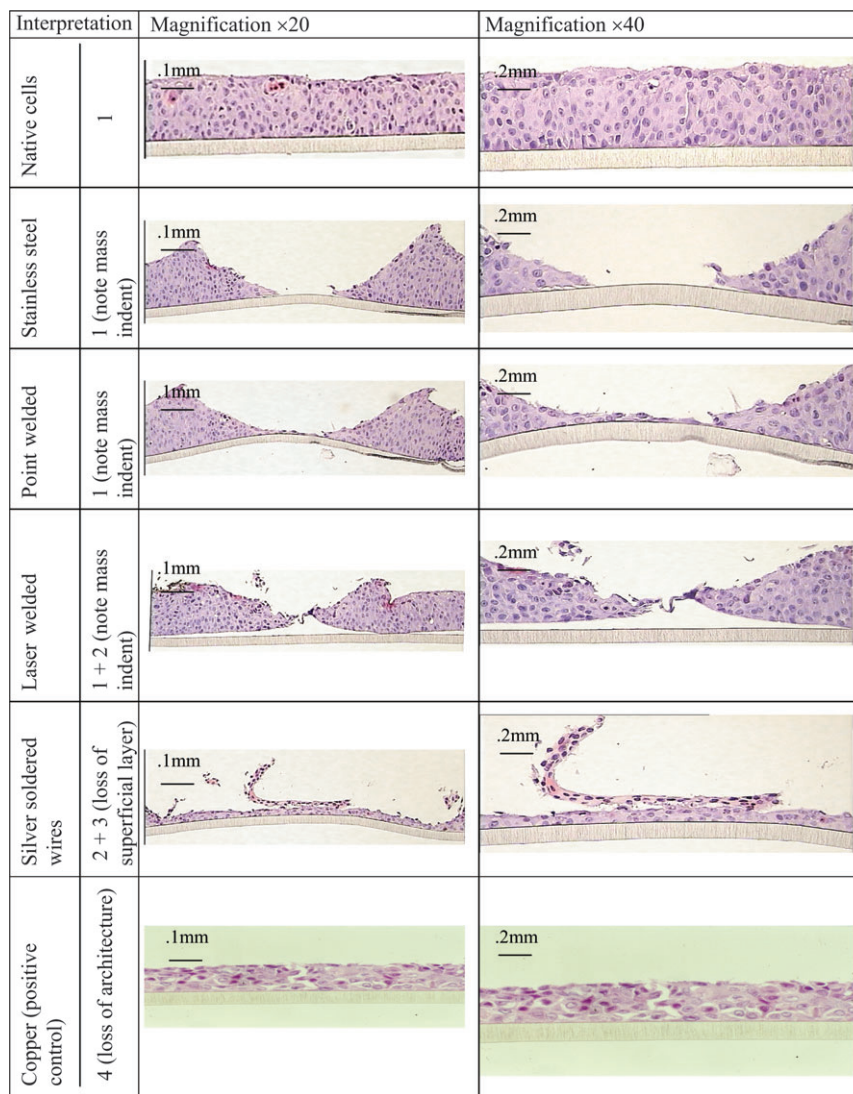 Interpretation
Magnification ×20
Magnification ×40
Native cells
1
.1mm
.2mm
Stainless steel
1 (note mass
indent)
.1mm
.2mm
Point welded
1 (note mass
indent)
.1mm
.2mm
Laser welded
1 + 2 (note mass
indent)
.1mm
.2mm
Silver soldered
wires
2 + 3 (loss of
superficial layer)
.1mm
.2mm
Copper (positive
control)
4 (loss of architecture)
.1mm
.2mm